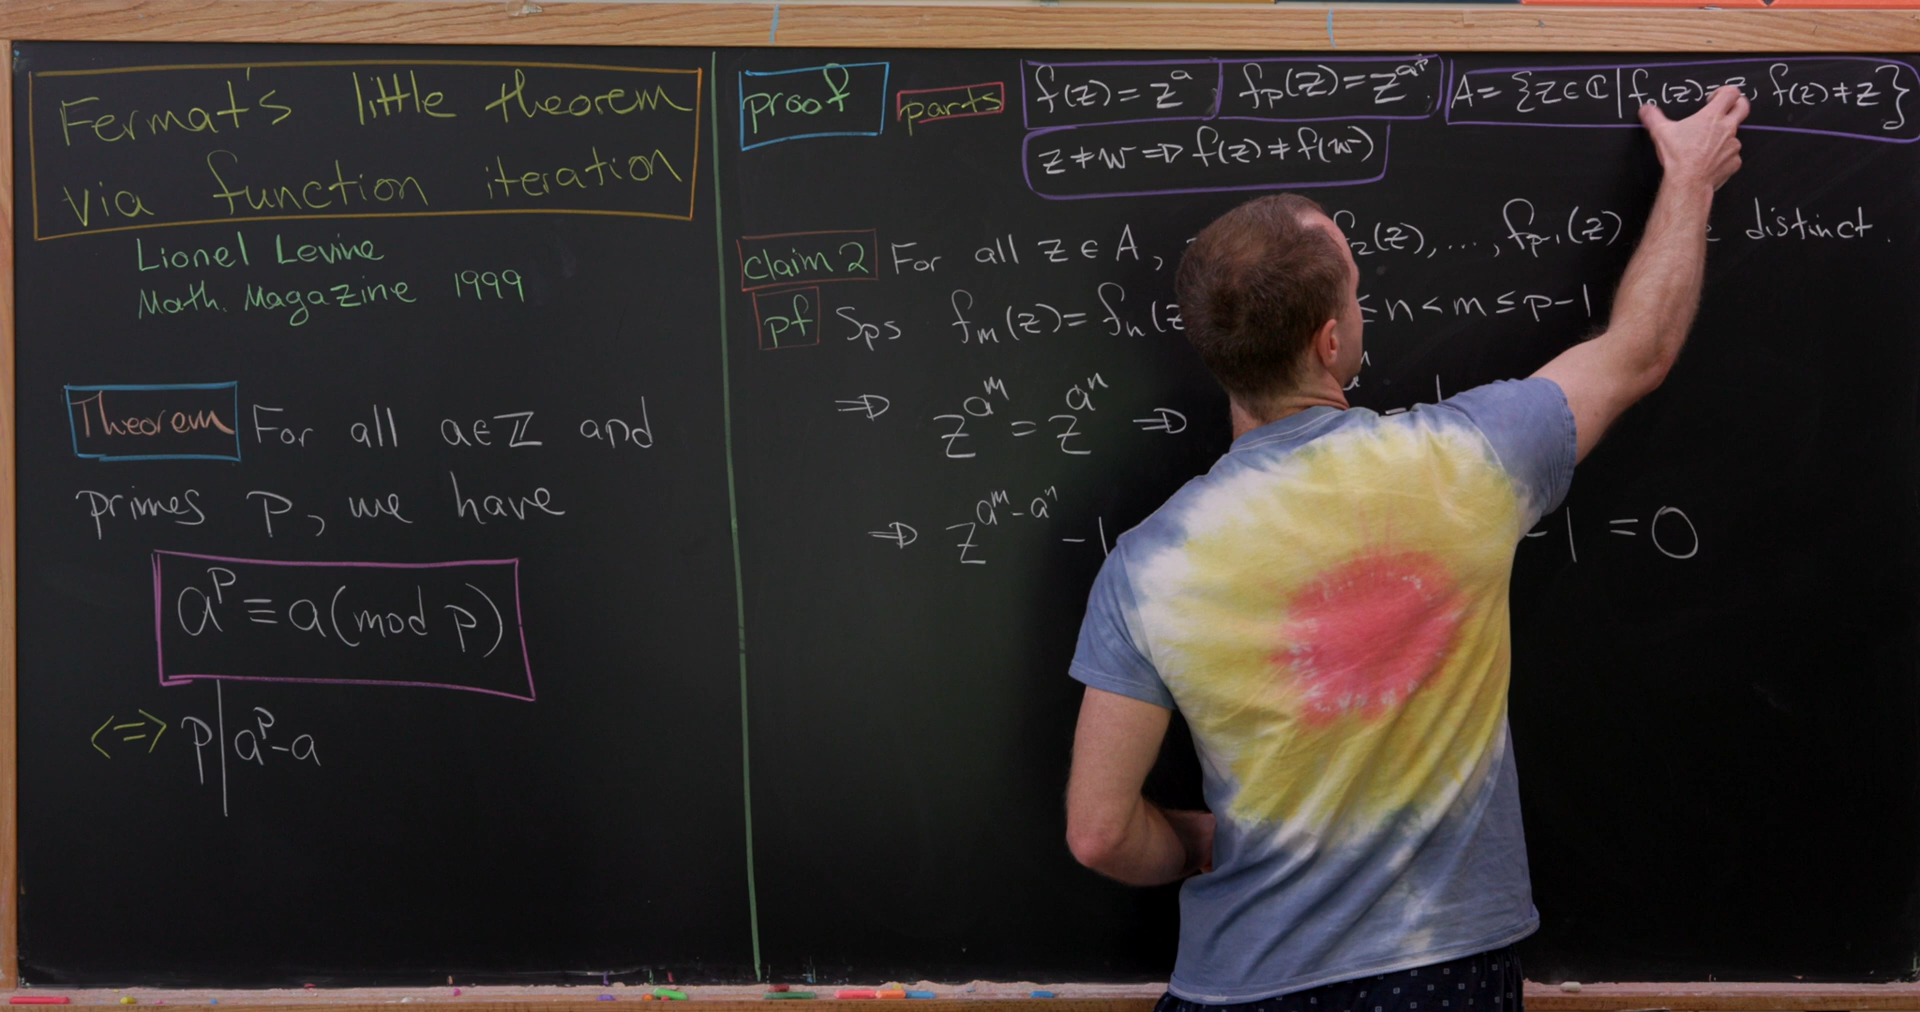 Fermat's little theorem
via function iteration
Lionel Levine
Math. Magazine 1999
Theorem For all a∈ℤ and
primes p, we have
a^p ≡ a (mod p)
<=> p | a^p - a
proof parts f(z) = z^a f_p(z) = z^{a^p} A = {z∈ℂ | f_p(z)=z, f(z)≠z}
z ≠ w ⇒ f(z) ≠ f(w)
claim 2 For all z ∈ A, f_2(z), ..., f_{p-1}(z) distinct.
pf Sps f_m(z) = f_n(z ≤ n < m ≤ p-1
⇒ z^{a^m} = z^{a^n} ⇒
⇒ z^{a^m - a^n} - 1 - 1 = 0